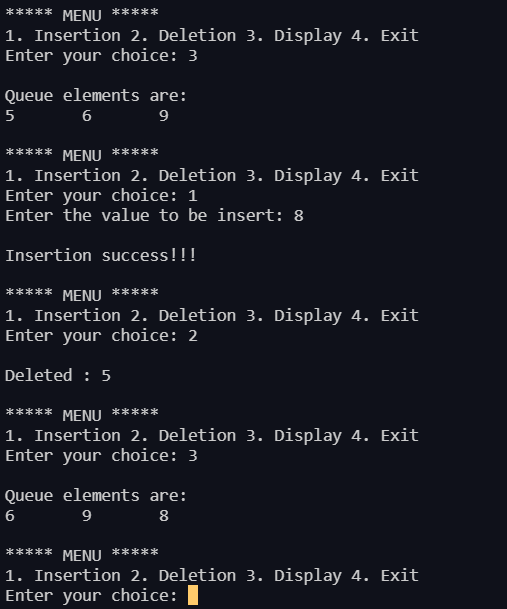 ***** MENU *****
1. Insertion 2. Deletion 3. Display 4. Exit
Enter your choice: 3
Queue elements are:
5 6 9
***** MENU *****
1. Insertion 2. Deletion 3. Display 4. Exit
Enter your choice: 1
Enter the value to be insert: 8
Insertion success!!!
***** MENU *****
1. Insertion 2. Deletion 3. Display 4. Exit
Enter your choice: 2
Deleted : 5
***** MENU *****
1. Insertion 2. Deletion 3. Display 4. Exit
Enter your choice: 3
Queue elements are:
6 9 8
***** MENU *****
1. Insertion 2. Deletion 3. Display 4. Exit
Enter your choice: